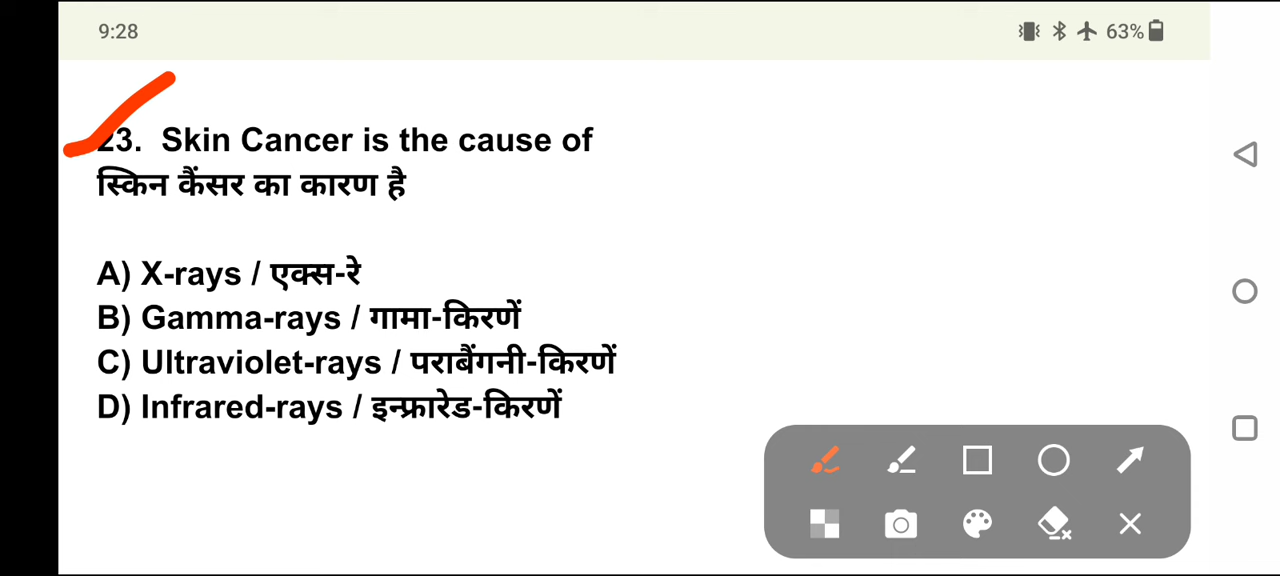 9:28
63%
23. Skin Cancer is the cause of
स्किन कैंसर का कारण है
A) X-rays / एक्स-रे
B) Gamma-rays / गामा-किरणें
C) Ultraviolet-rays / पराबैंगनी-किरणें
D) Infrared-rays / इन्फ्रारेड-किरणें